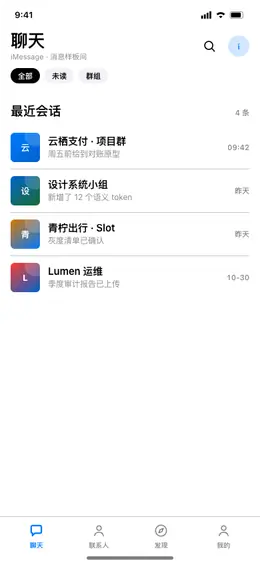 9:41
聊天
iMessage · 消息样板间
i
全部 未读 群组
最近会话 4 条
云 云栖支付 · 项目群 09:42
周五前给到对账原型
设 设计系统小组 昨天
新增了 12 个语义 token
青 青柠出行 · Slot 昨天
灰度清单已确认
L Lumen 运维 10-30
季度审计报告已上传
聊天 联系人 发现 我的